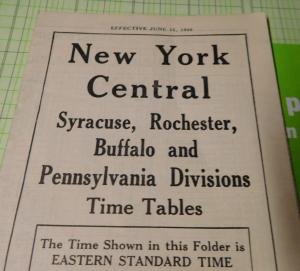 EFFECTIVE JUNE
New York
Central
Syracuse, Rochester,
Buffalo and
Pennsylvania Divisions
Time Tables
The Time Shown in this Folder is
EASTERN STANDARD TIME